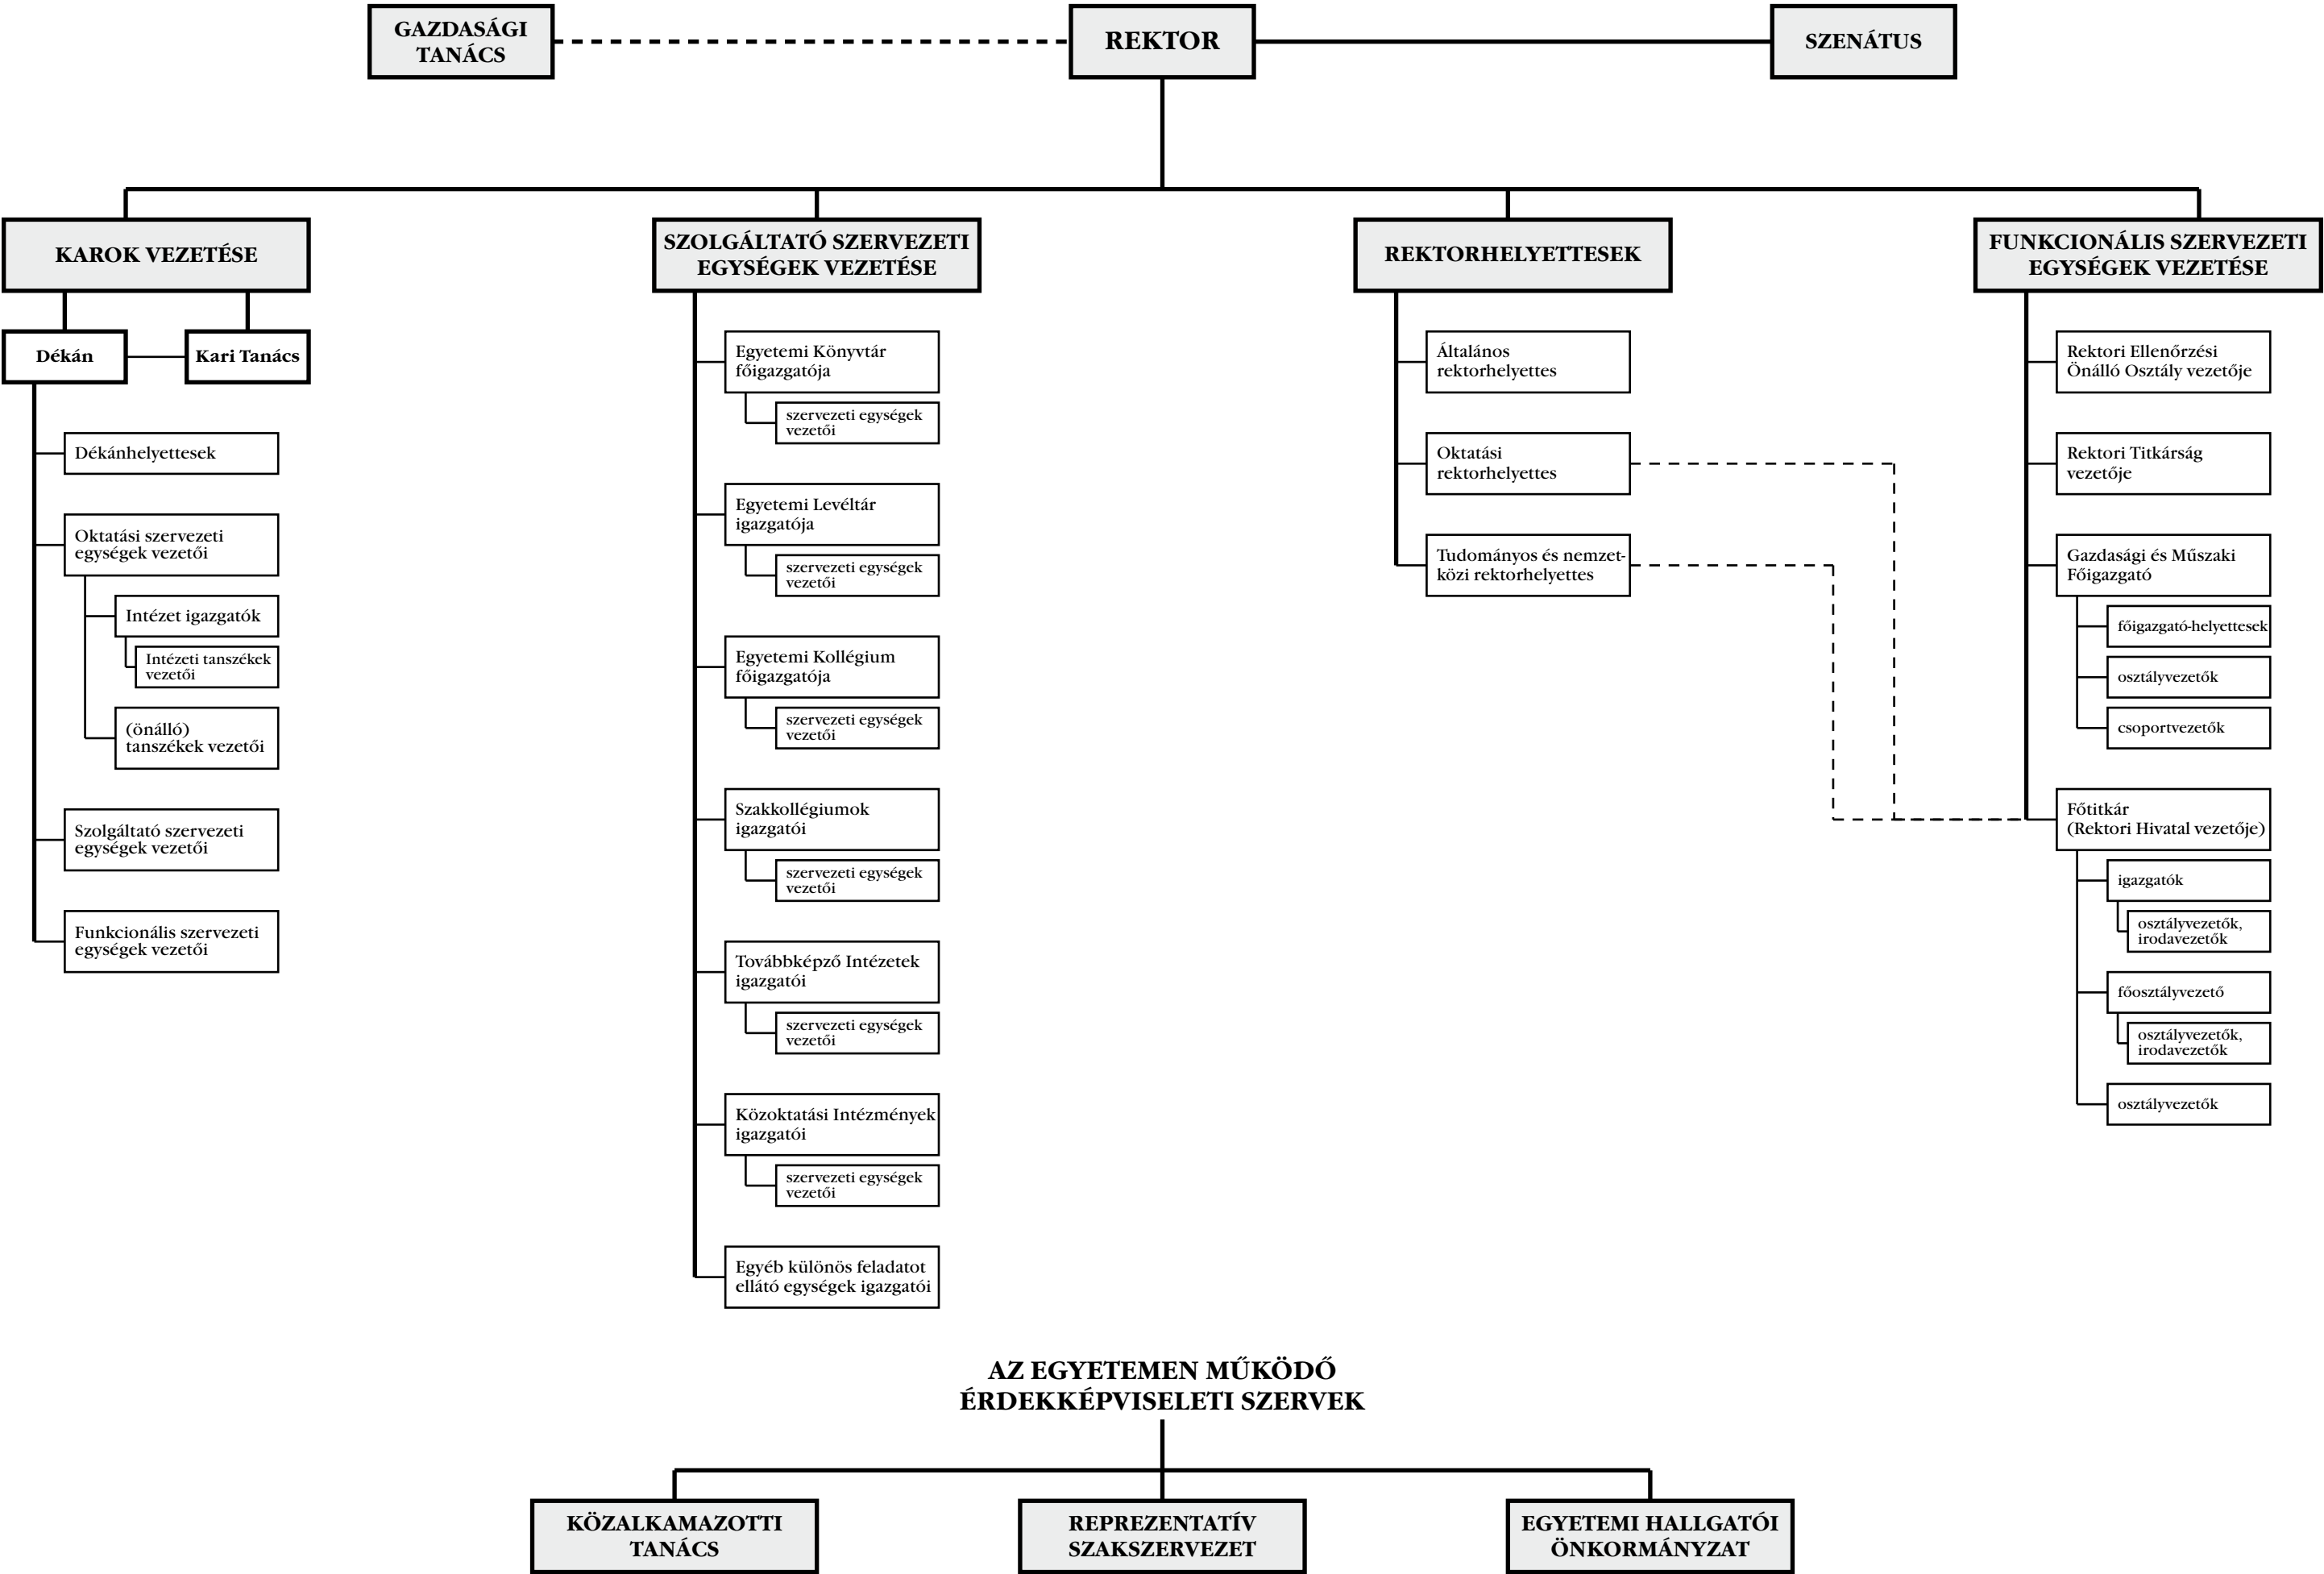 GAZDASÁGI
TANÁCS
REKTOR
SZENÁTUS
KAROK VEZETÉSE
Dékán
Kari Tanács
Dékánhelyettesek
Oktatási szervezeti
egységek vezetői
Intézet igazgatók
Intézeti tanszékek
vezetői
(önálló)
tanszékek vezetői
Szolgáltató szervezeti
egységek vezetői
Funkcionális szervezeti
egységek vezetői
SZOLGÁLTATÓ SZERVEZETI
EGYSÉGEK VEZETÉSE
Egyetemi Könyvtár
főigazgatója
szervezeti egységek
vezetői
Egyetemi Levéltár
igazgatója
szervezeti egységek
vezetői
Egyetemi Kollégium
főigazgatója
szervezeti egységek
vezetői
Szakkollégiumok
igazgatói
szervezeti egységek
vezetői
Továbbképző Intézetek
igazgatói
szervezeti egységek
vezetői
Közoktatási Intézmények
igazgatói
szervezeti egységek
vezetői
Egyéb különös feladatot
ellátó egységek igazgatói
REKTORHELYETTESEK
Általános
rektorhelyettes
Oktatási
rektorhelyettes
Tudományos és nemzet-
közi rektorhelyettes
FUNKCIONÁLIS SZERVEZETI
EGYSÉGEK VEZETÉSE
Rektori Ellenőrzési
Önálló Osztály vezetője
Rektori Titkárság
vezetője
Gazdasági és Műszaki
Főigazgató
főigazgató-helyettesek
osztályvezetők
csoportvezetők
Főtitkár
(Rektori Hivatal vezetője)
igazgatók
osztályvezetők,
irodavezetők
főosztályvezető
osztályvezetők,
irodavezetők
osztályvezetők
AZ EGYETEMEN MŰKÖDŐ
ÉRDEKKÉPVISELETI SZERVEK
KÖZALKAMAZOTTI
TANÁCS
REPREZENTATÍV
SZAKSZERVEZET
EGYETEMI HALLGATÓI
ÖNKORMÁNYZAT